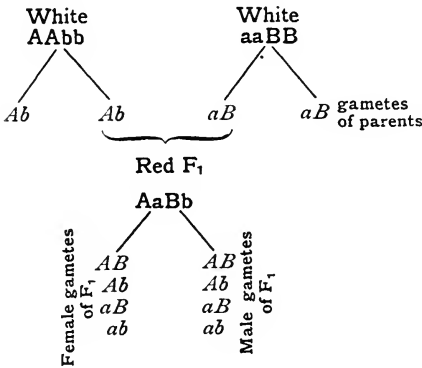 White White
AAbb aaBB
Ab Ab aB aB gametes
of parents
Red F₁
AaBb
Female gametes
of F₁
AB AB
Ab Ab
aB aB
ab ab
Male gametes
of F₁